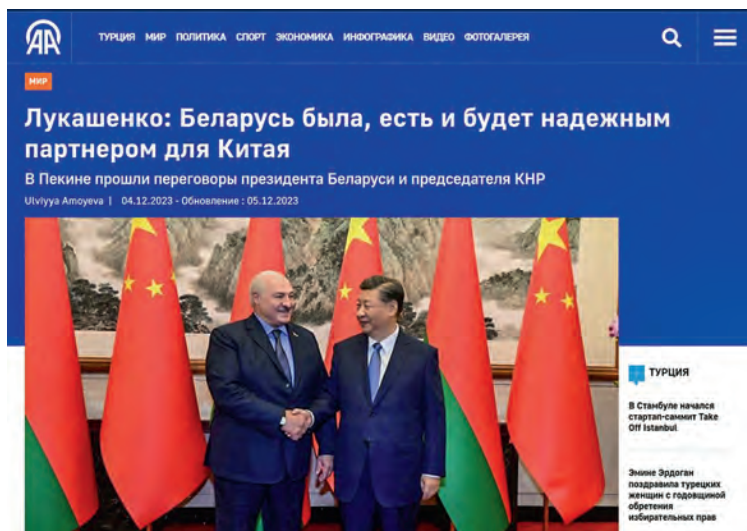 AA
ТУРЦИЯ МИР ПОЛИТИКА СПОРТ ЭКОНОМИКА ИНФОГРАФИКА ВИДЕО ФОТОГАЛЕРЕЯ
МИР
Лукашенко: Беларусь была, есть и будет надежным
партнером для Китая
В Пекине прошли переговоры президента Беларуси и председателя КНР
Ulviyya Amoyeva | 04.12.2023 - Обновление : 05.12.2023
ТУРЦИЯ
В Стамбуле начался
стартап-саммит Take
Off Istanbul
Эмине Эрдоган
поздравила турецких
женщин с годовщиной
обретения
избирательных прав